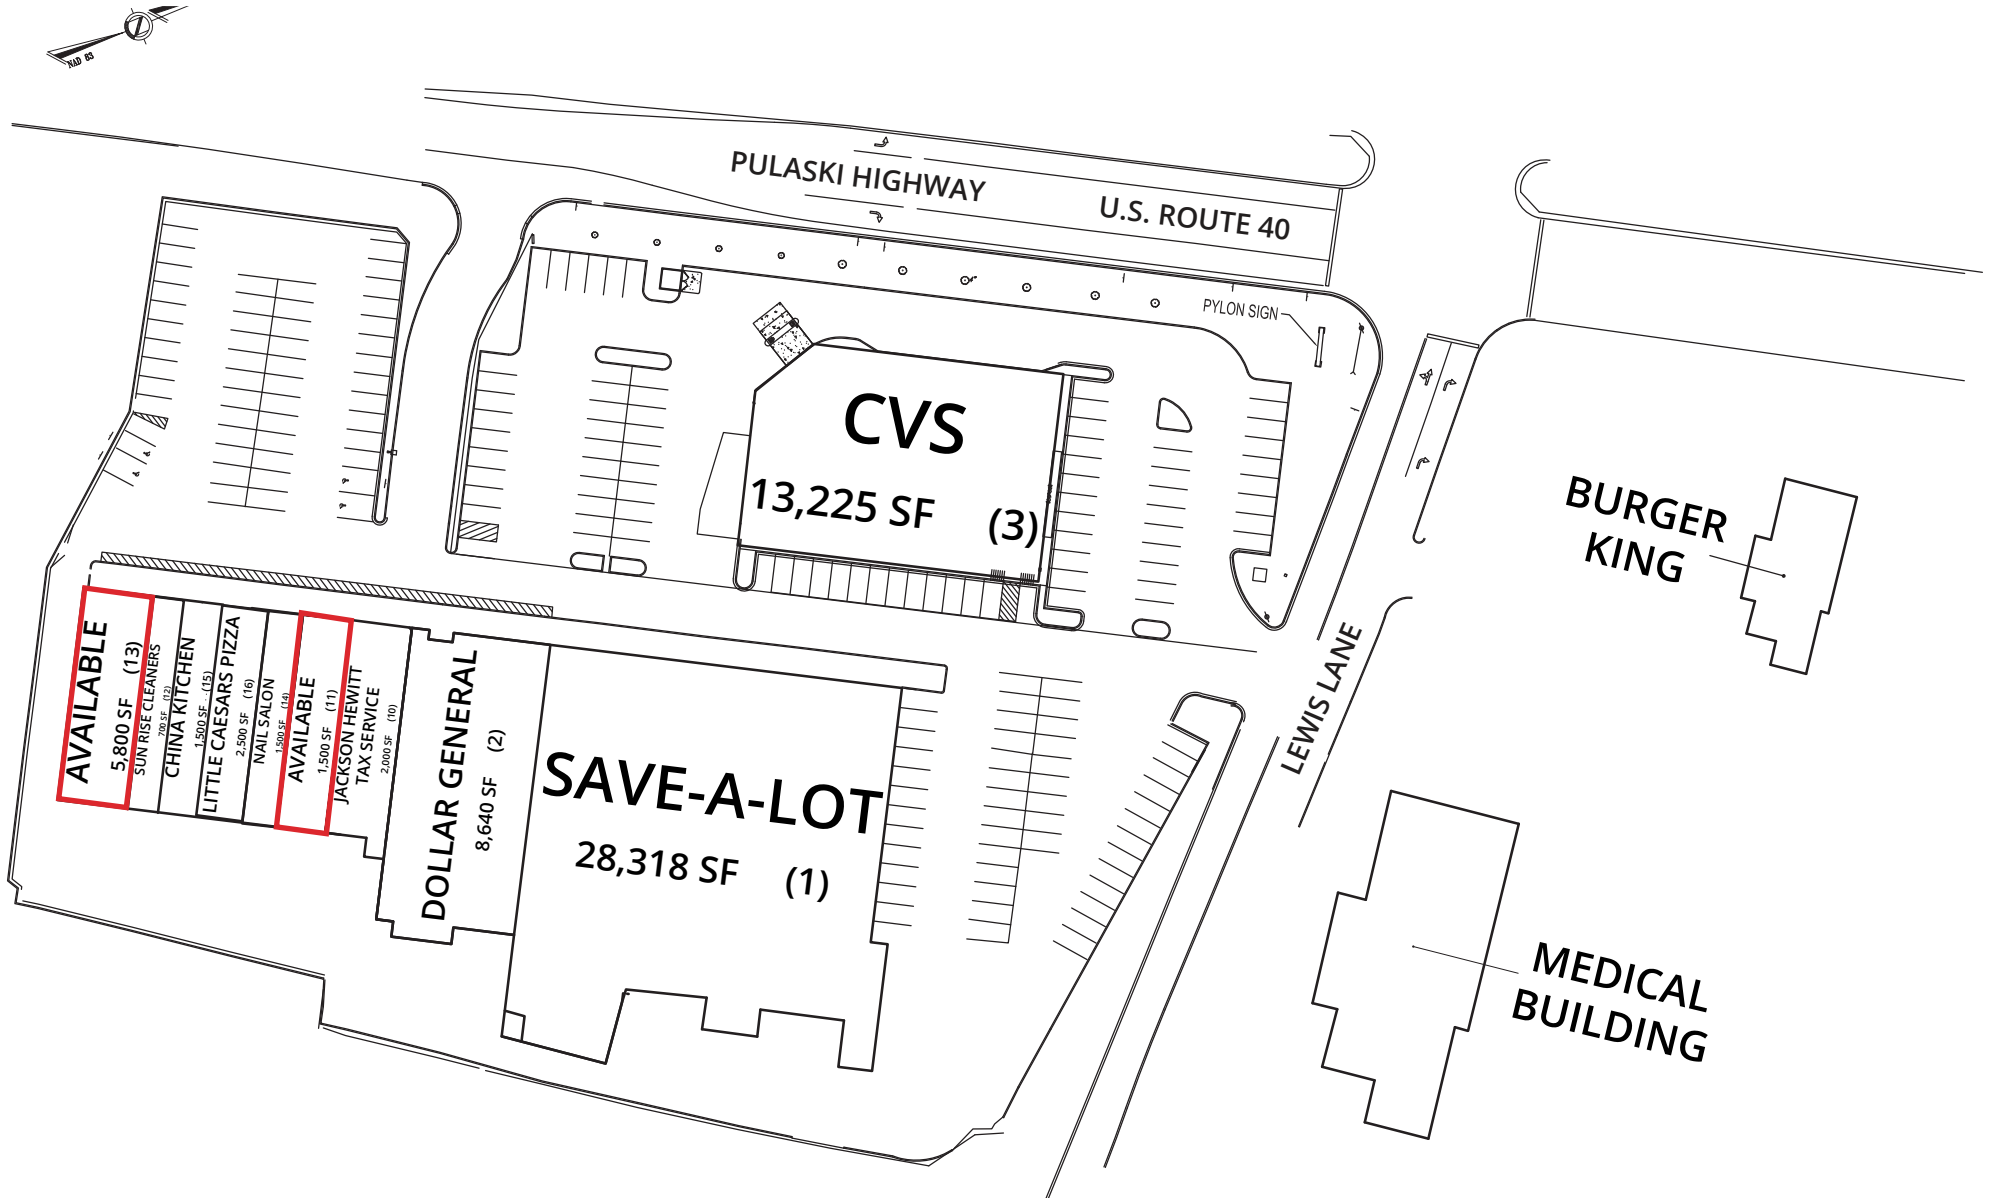 NAD 83
PULASKI HIGHWAY
U.S. ROUTE 40
PYLON SIGN
CVS
13,225 SF (3)
BURGER
KING
LEWIS LANE
AVAILABLE
5,800 SF (13)
SUN RISE CLEANERS
700 SF (12)
CHINA KITCHEN
1,500 SF (15)
LITTLE CAESARS PIZZA
2,500 SF (16)
NAIL SALON
1,500 SF (14)
AVAILABLE
1,500 SF (11)
JACKSON HEWITT
TAX SERVICE
2,000 SF (10)
DOLLAR GENERAL
8,640 SF (2)
SAVE-A-LOT
28,318 SF (1)
MEDICAL
BUILDING